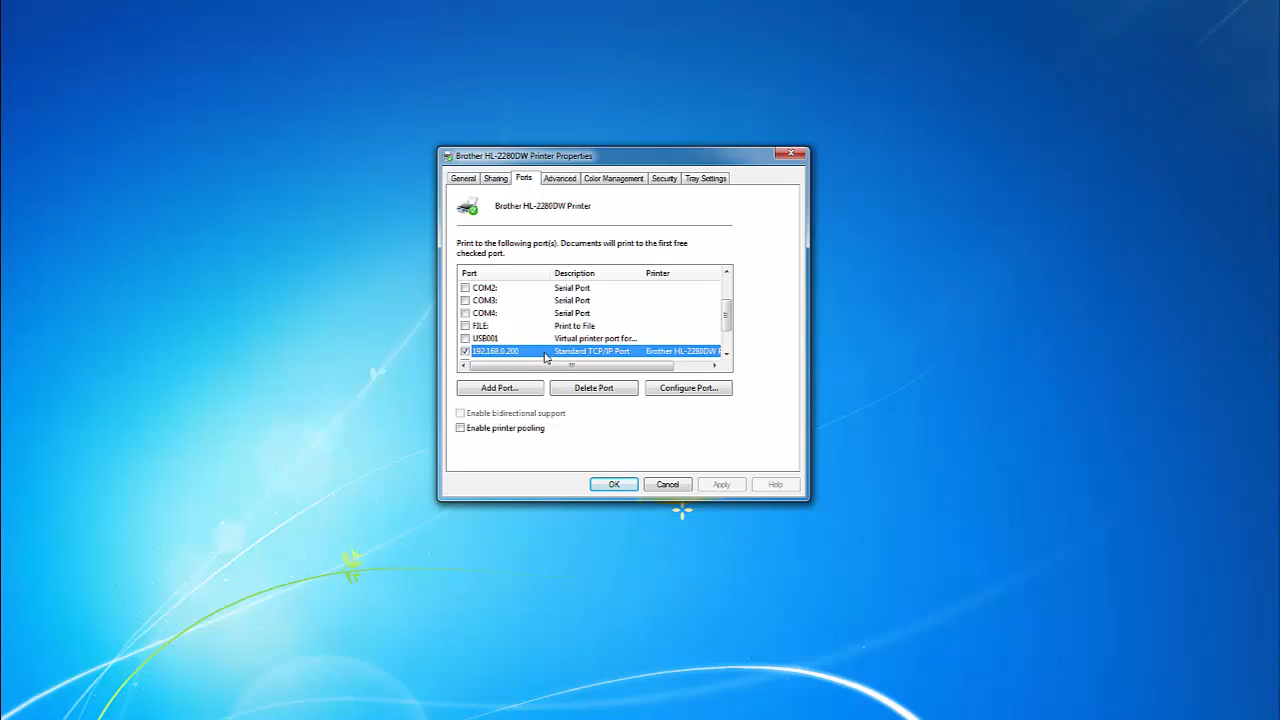 Brother HL-2280DW Printer Properties
General Sharing Ports Advanced Color Management Security Tray Settings
Brother HL-2280DW Printer
Print to the following port(s). Documents will print to the first free
checked port.
Port Description Printer
COM2: Serial Port
COM3: Serial Port
COM4: Serial Port
FILE: Print to File
USB001 Virtual printer port for...
192.168.0.200 Standard TCP/IP Port Brother HL-2280DW P
Add Port... Delete Port Configure Port...
Enable bidirectional support
Enable printer pooling
OK Cancel Apply Help